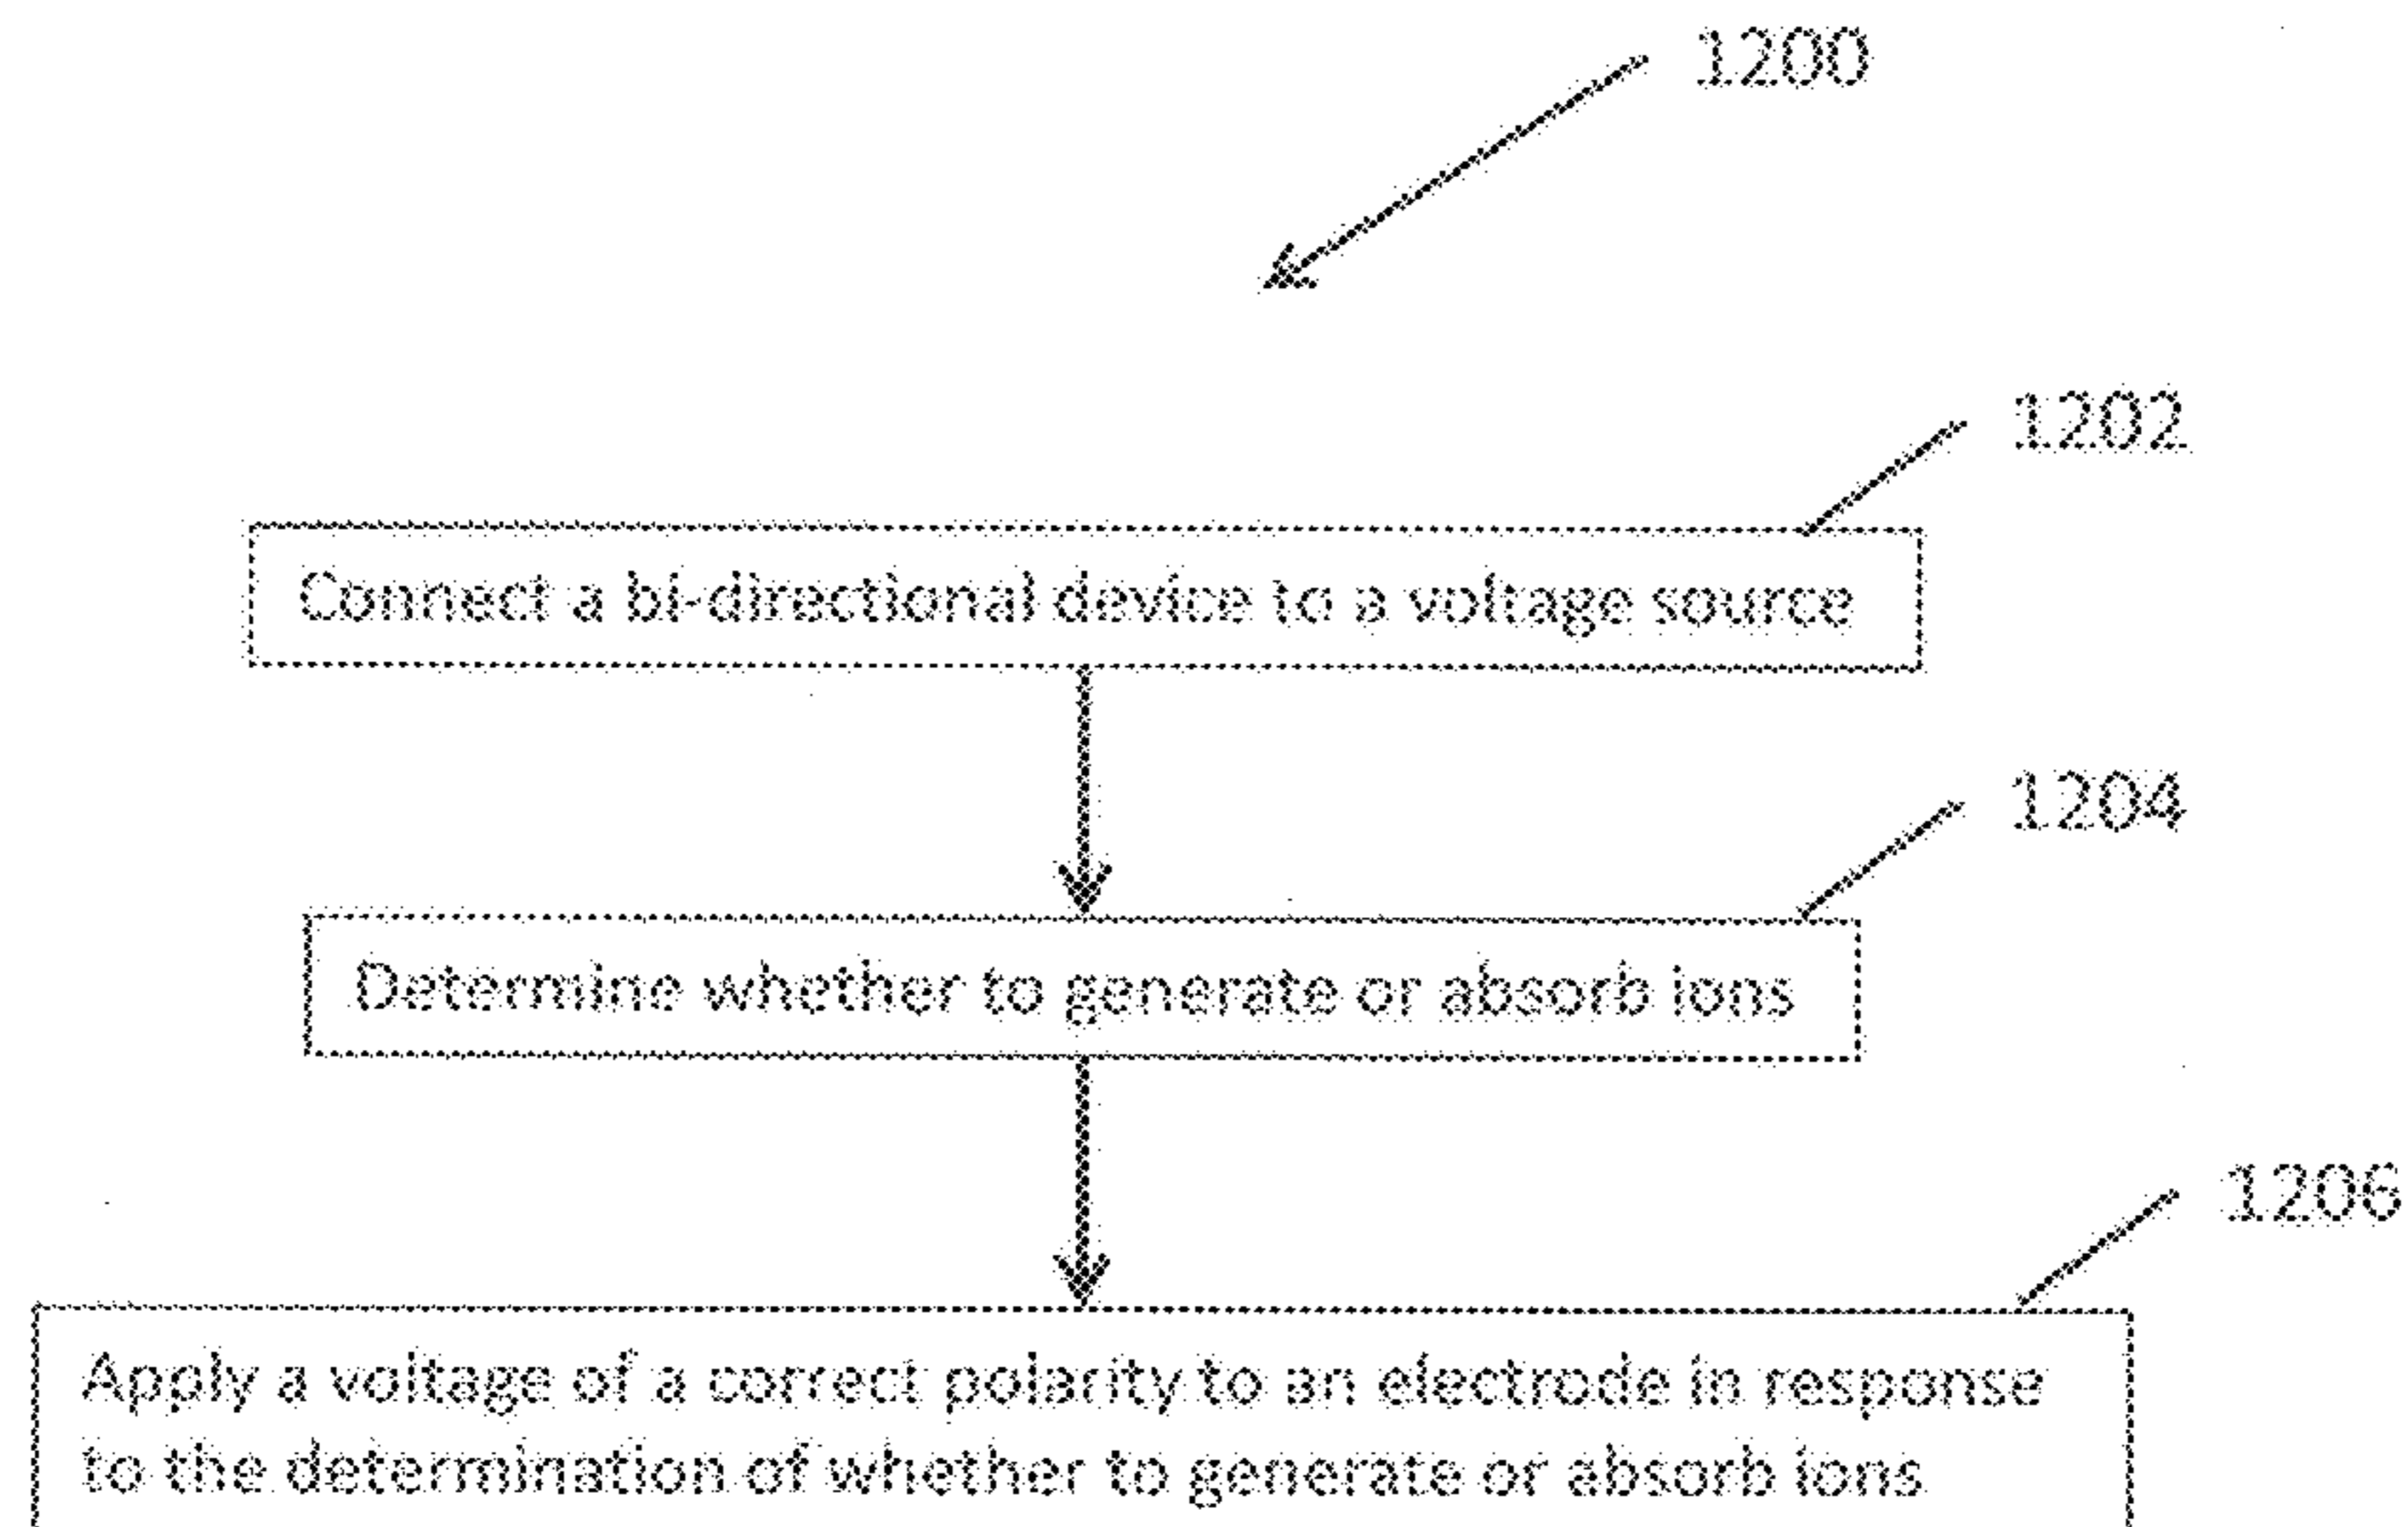 1200
1202
Connect a bi-directional device to a voltage source
1204
Determine whether to generate or absorb ions
1206
Apply a voltage of a correct polarity to an electrode in response
to the determination of whether to generate or absorb ions